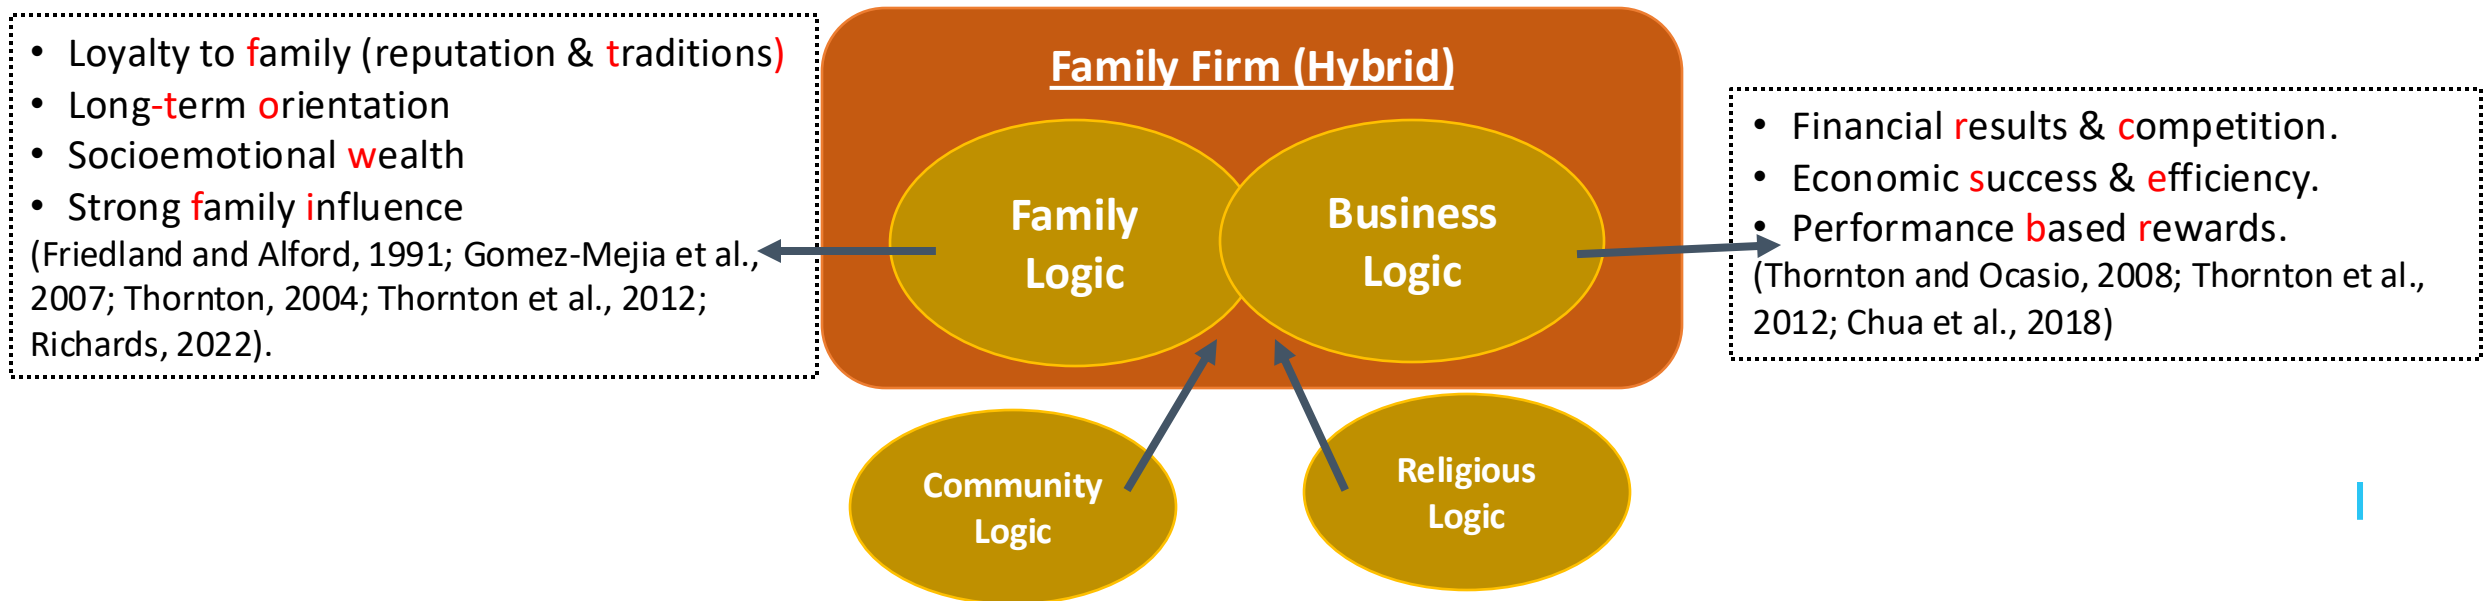 • Loyalty to family (reputation & traditions)
• Long-term orientation
• Socioemotional wealth
• Strong family influence
(Friedland and Alford, 1991; Gomez-Mejia et al.,
2007; Thornton, 2004; Thornton et al., 2012;
Richards, 2022).
Family Firm (Hybrid)
Family
Logic
Business
Logic
• Financial results & competition.
• Economic success & efficiency.
• Performance based rewards.
(Thornton and Ocasio, 2008; Thornton et al.,
2012; Chua et al., 2018)
Community
Logic
Religious
Logic